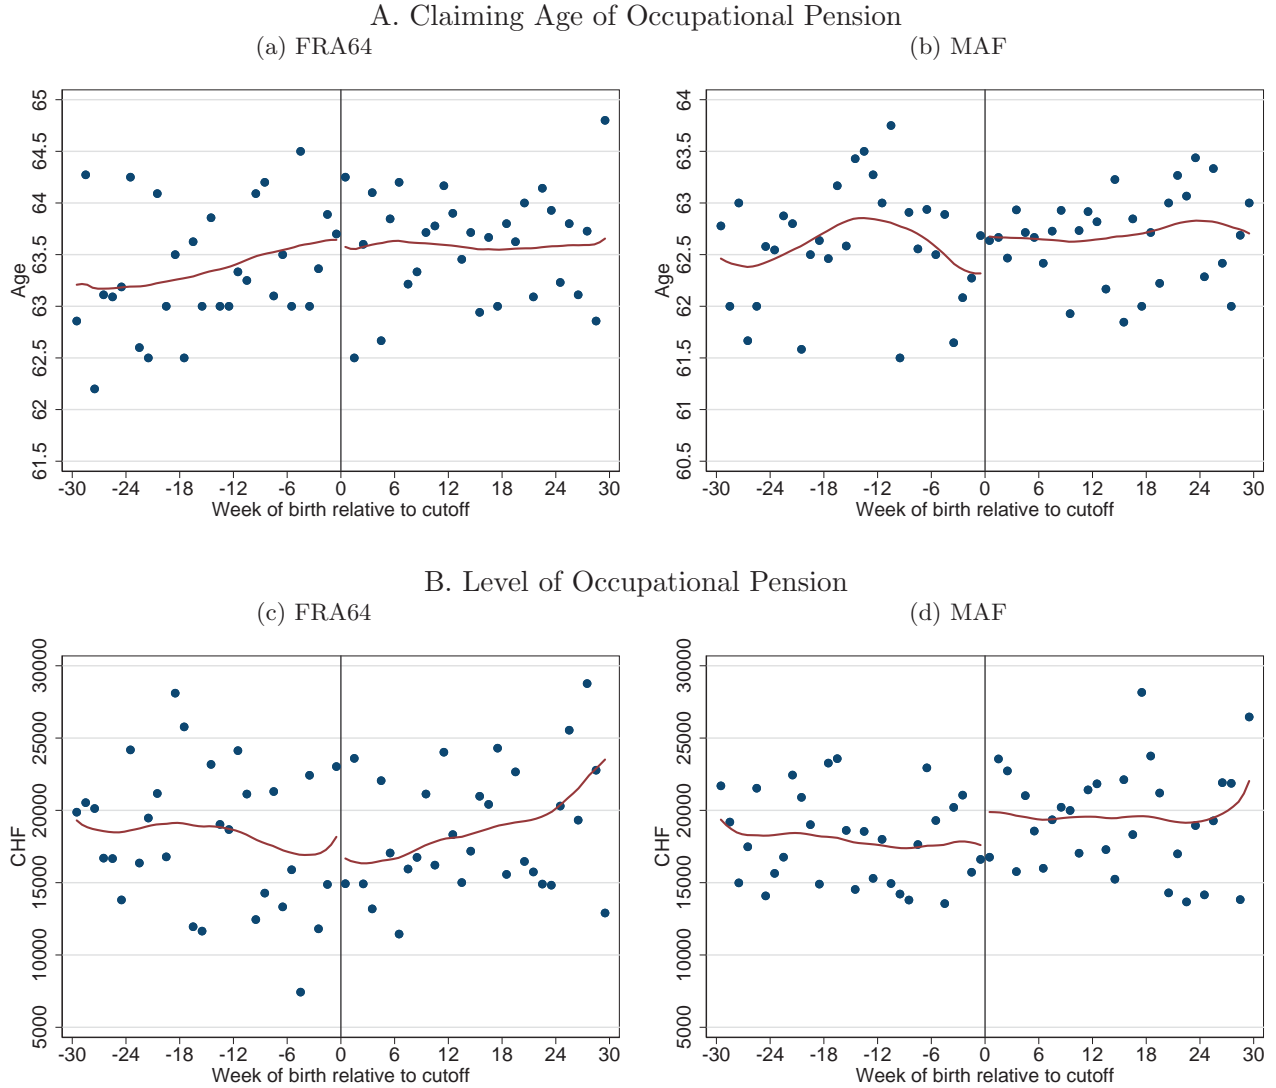 A. Claiming Age of Occupational Pension
(a) FRA64
(b) MAF
65
64.5
64
63.5
63
62.5
62
61.5
Age
-30 -24 -18 -12 -6 0 6 12 18 24 30
Week of birth relative to cutoff
64
63.5
63
62.5
62
61.5
61
60.5
Age
-30 -24 -18 -12 -6 0 6 12 18 24 30
Week of birth relative to cutoff
B. Level of Occupational Pension
(c) FRA64
(d) MAF
30000
25000
20000
15000
10000
5000
CHF
-30 -24 -18 -12 -6 0 6 12 18 24 30
Week of birth relative to cutoff
30000
25000
20000
15000
10000
5000
CHF
-30 -24 -18 -12 -6 0 6 12 18 24 30
Week of birth relative to cutoff